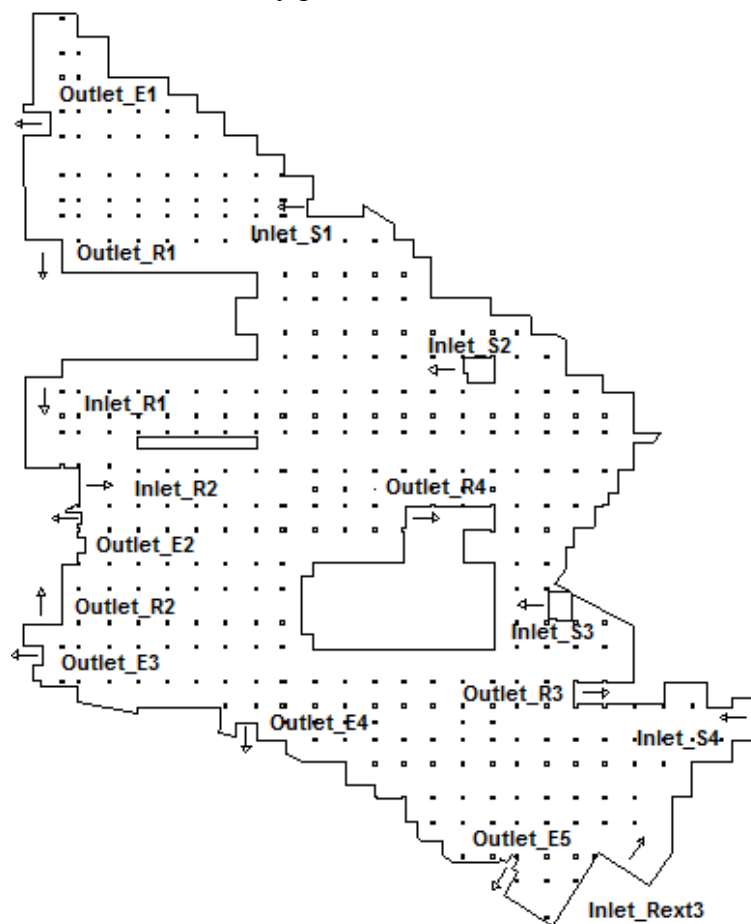 Outlet_E1
Inlet_S1
Outlet_R1
Inlet_S2
Inlet_R1
Inlet_R2
Outlet_R4
Outlet_E2
Outlet_R2
Inlet_S3
Outlet_E3
Outlet_R3
Outlet_E4
Inlet_S4
Outlet_E5
Inlet_Rext3